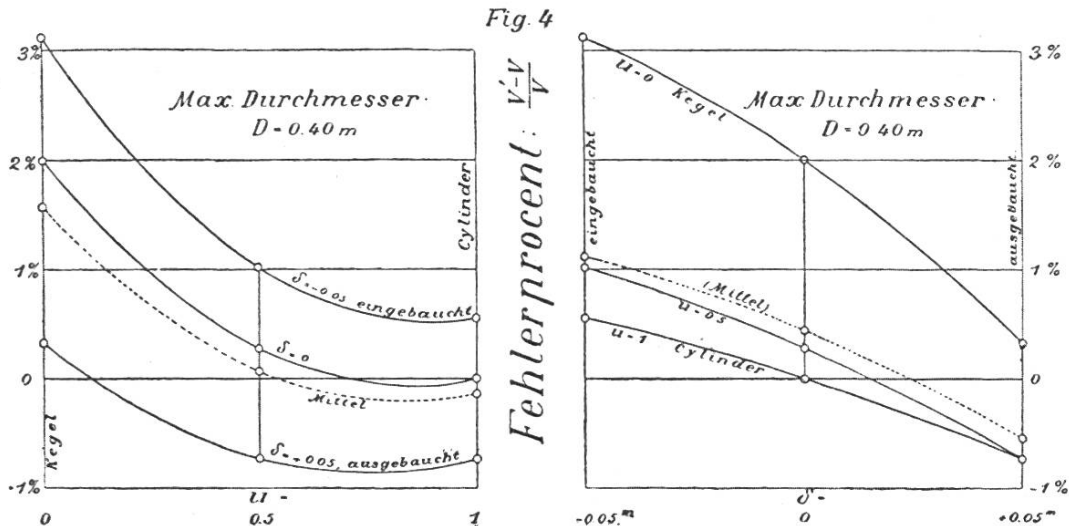 Fig. 4
3%
Max. Durchmesser.
D = 0.40 m
2%
1%
0
-1%
Kegel
Cylinder
δ = -0.05 eingebaucht
δ = 0
Mittel
δ = +0.05, ausgebaucht
u =
0
0.5
1
Fehlerprocent: V'-V / V
3%
Max Durchmesser.
D = 0.40 m
2%
1%
0
-1%
eingebaucht
ausgebaucht
u=0 Kegel
(Mittel)
u=0.5
u=1 Cylinder
δ =
-0.05 m
0
+0.05 m